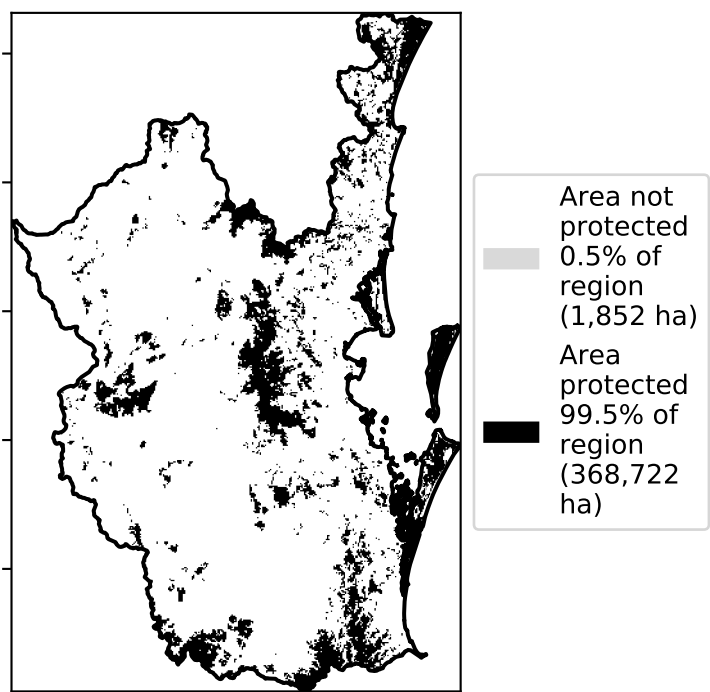 Area not
protected
0.5% of
region
(1,852 ha)
Area
protected
99.5% of
region
(368,722
ha)